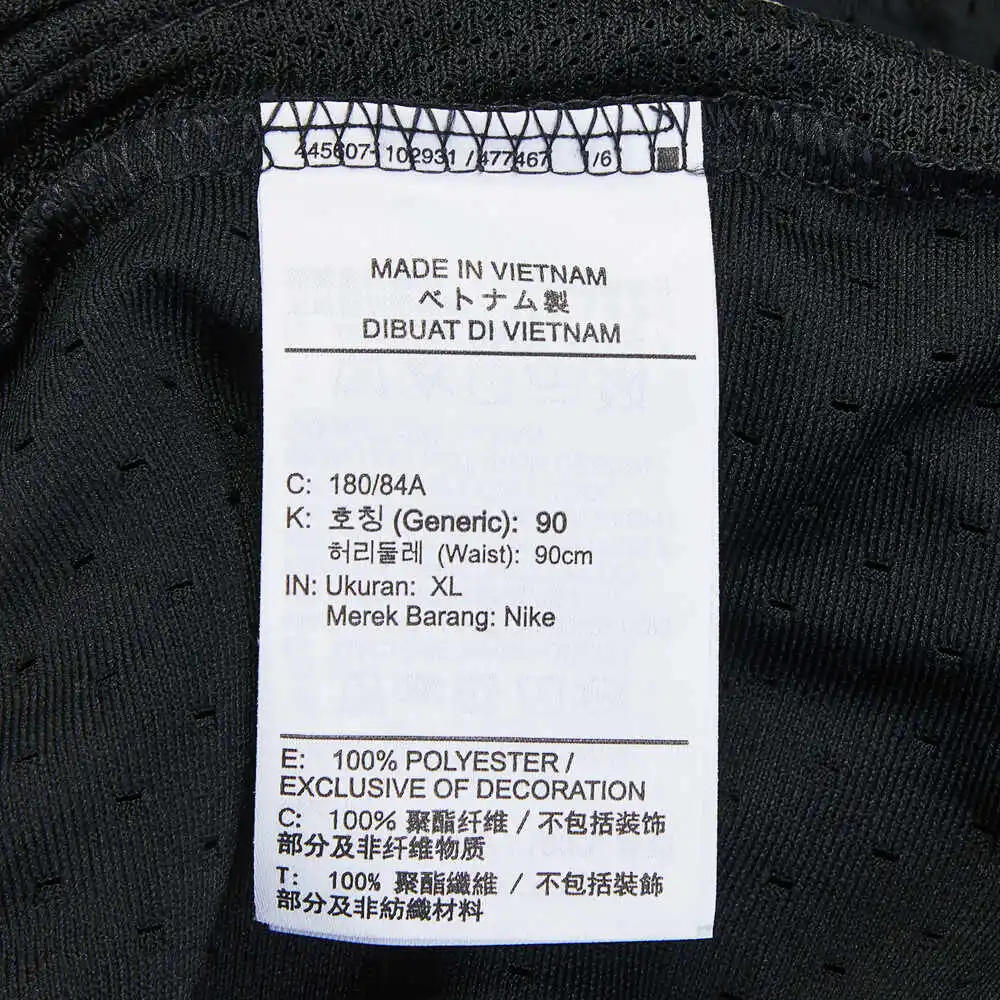 445607- 102931 / 477467 1/6
MADE IN VIETNAM
ベトナム製
DIBUAT DI VIETNAM
C: 180/84A
K: 호칭 (Generic): 90
허리둘레 (Waist): 90cm
IN: Ukuran: XL
Merek Barang: Nike
E: 100% POLYESTER /
EXCLUSIVE OF DECORATION
C: 100% 聚酯纤维 / 不包括装饰
部分及非纤维物质
T: 100% 聚酯纖維 / 不包括裝飾
部分及非紡織材料